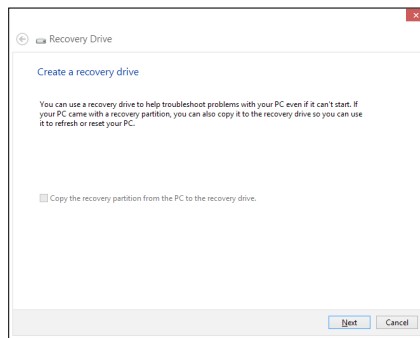 Recovery Drive
Create a recovery drive
You can use a recovery drive to help troubleshoot problems with your PC even if it can't start. If
your PC came with a recovery partition, you can also copy it to the recovery drive so you can use
it to refresh or reset your PC.
Copy the recovery partition from the PC to the recovery drive.
Next Cancel